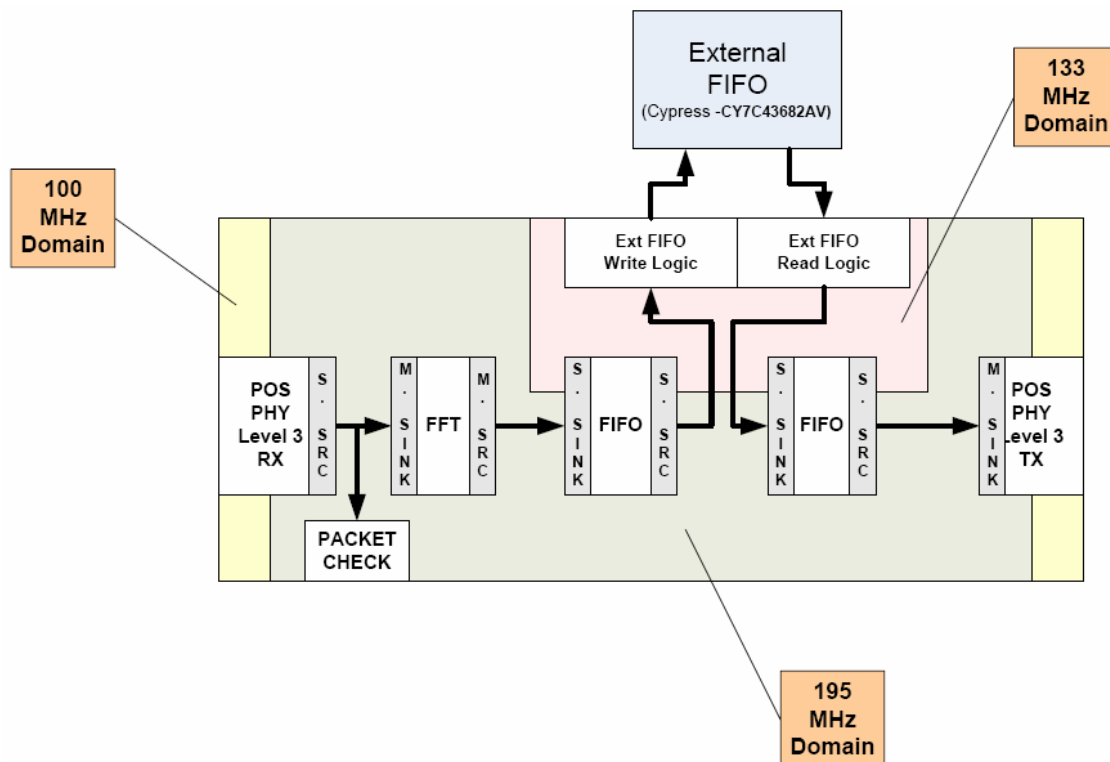 External
FIFO
(Cypress -CY7C43682AV)
133
MHz
Domain
100
MHz
Domain
Ext FIFO
Write Logic
Ext FIFO
Read Logic
POS
PHY
Level 3
RX
S. SRC
M. SINK
FFT
M. SRC
S. SINK
FIFO
S. SRC
S. SINK
FIFO
S. SRC
M. SINK
POS
PHY
Level 3
TX
PACKET
CHECK
195
MHz
Domain